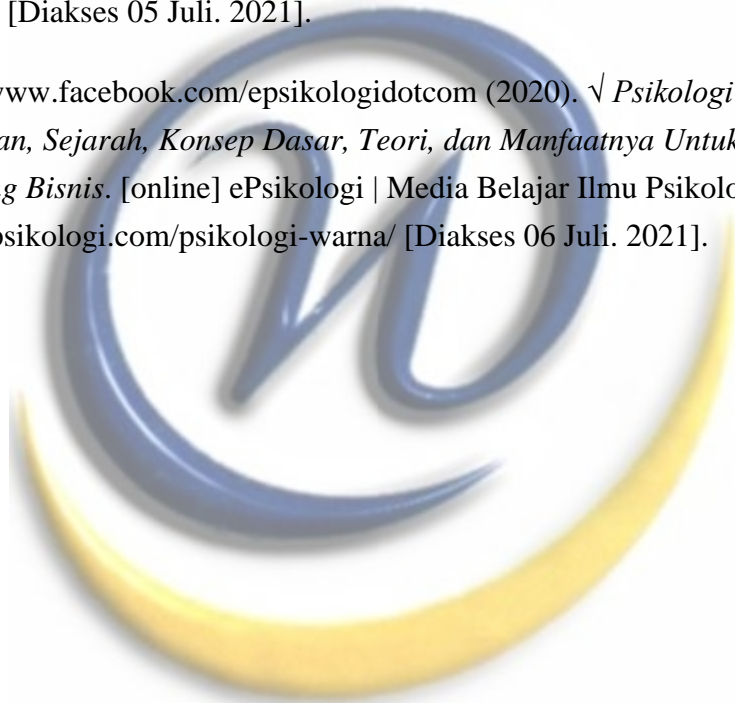 [Diakses 05 Juli. 2021].
www.facebook.com/epsikologidotcom (2020). √ Psikologi
an, Sejarah, Konsep Dasar, Teori, dan Manfaatnya Untuk
g Bisnis. [online] ePsikologi | Media Belajar Ilmu Psikolo
psikologi.com/psikologi-warna/ [Diakses 06 Juli. 2021].